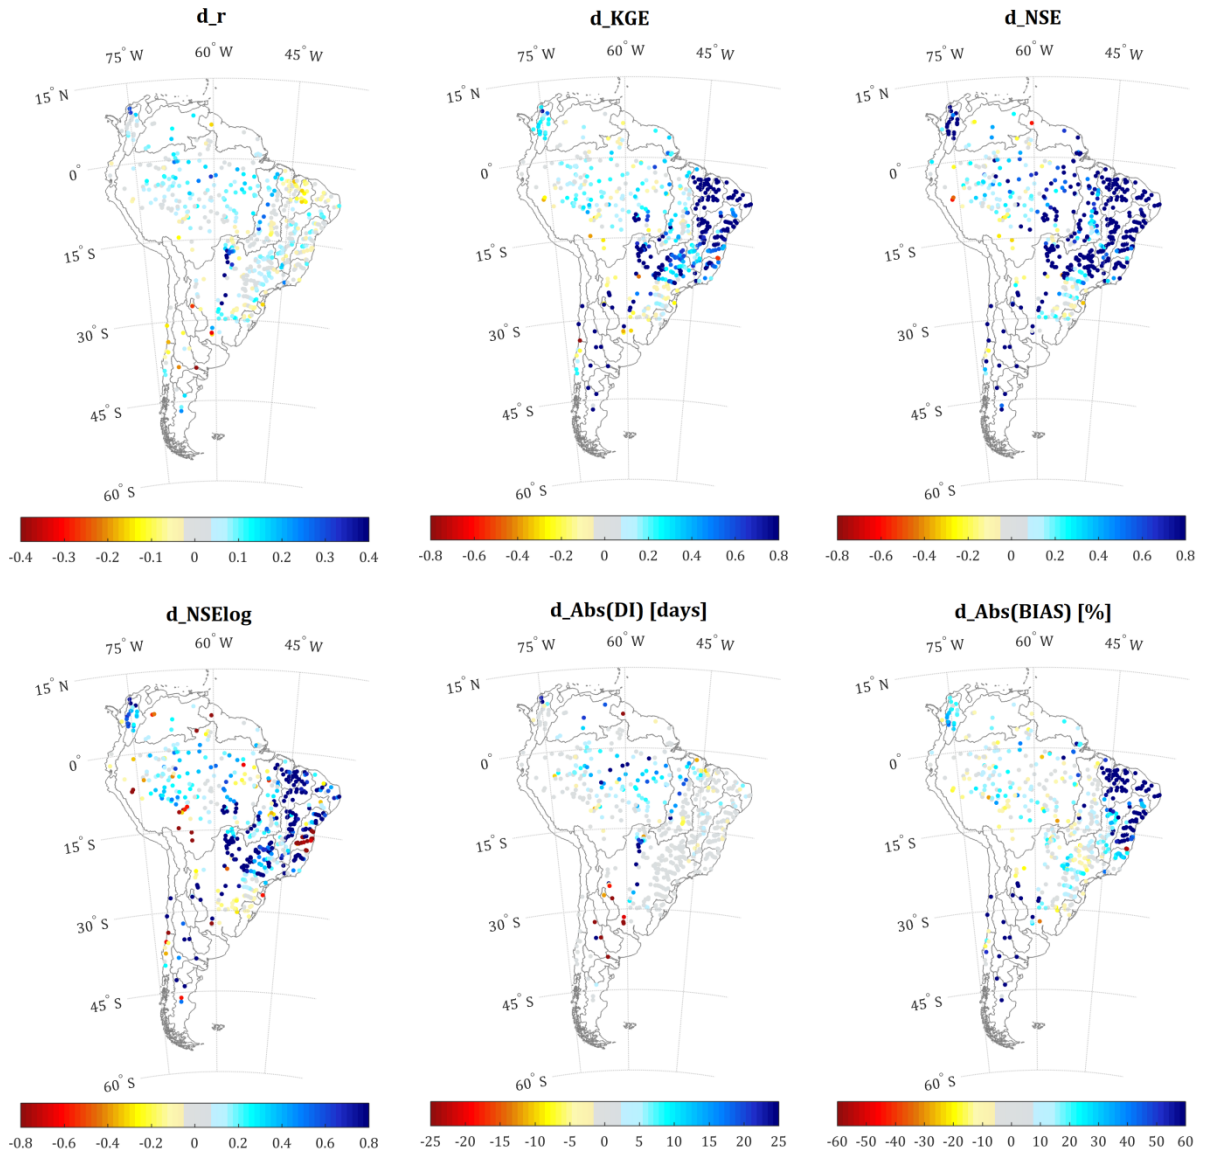 d_r
d_KGE
d_NSE
75° W
60° W
45° W
75° W
60° W
45° W
75° W
60° W
45° W
15° N
15° N
15° N
0°
0°
0°
15° S
15° S
15° S
30° S
30° S
30° S
45° S
45° S
45° S
60° S
60° S
60° S
-0.4 -0.3 -0.2 -0.1 0 0.1 0.2 0.3 0.4
-0.8 -0.6 -0.4 -0.2 0 0.2 0.4 0.6 0.8
-0.8 -0.6 -0.4 -0.2 0 0.2 0.4 0.6 0.8
d_NSElog
d_Abs(DI) [days]
d_Abs(BIAS) [%]
75° W
60° W
45° W
75° W
60° W
45° W
75° W
60° W
45° W
15° N
15° N
15° N
0°
0°
0°
15° S
15° S
15° S
30° S
30° S
30° S
45° S
45° S
45° S
60° S
60° S
60° S
-0.8 -0.6 -0.4 -0.2 0 0.2 0.4 0.6 0.8
-25 -20 -15 -10 -5 0 5 10 15 20 25
-60 -50 -40 -30 -20 -10 0 10 20 30 40 50 60